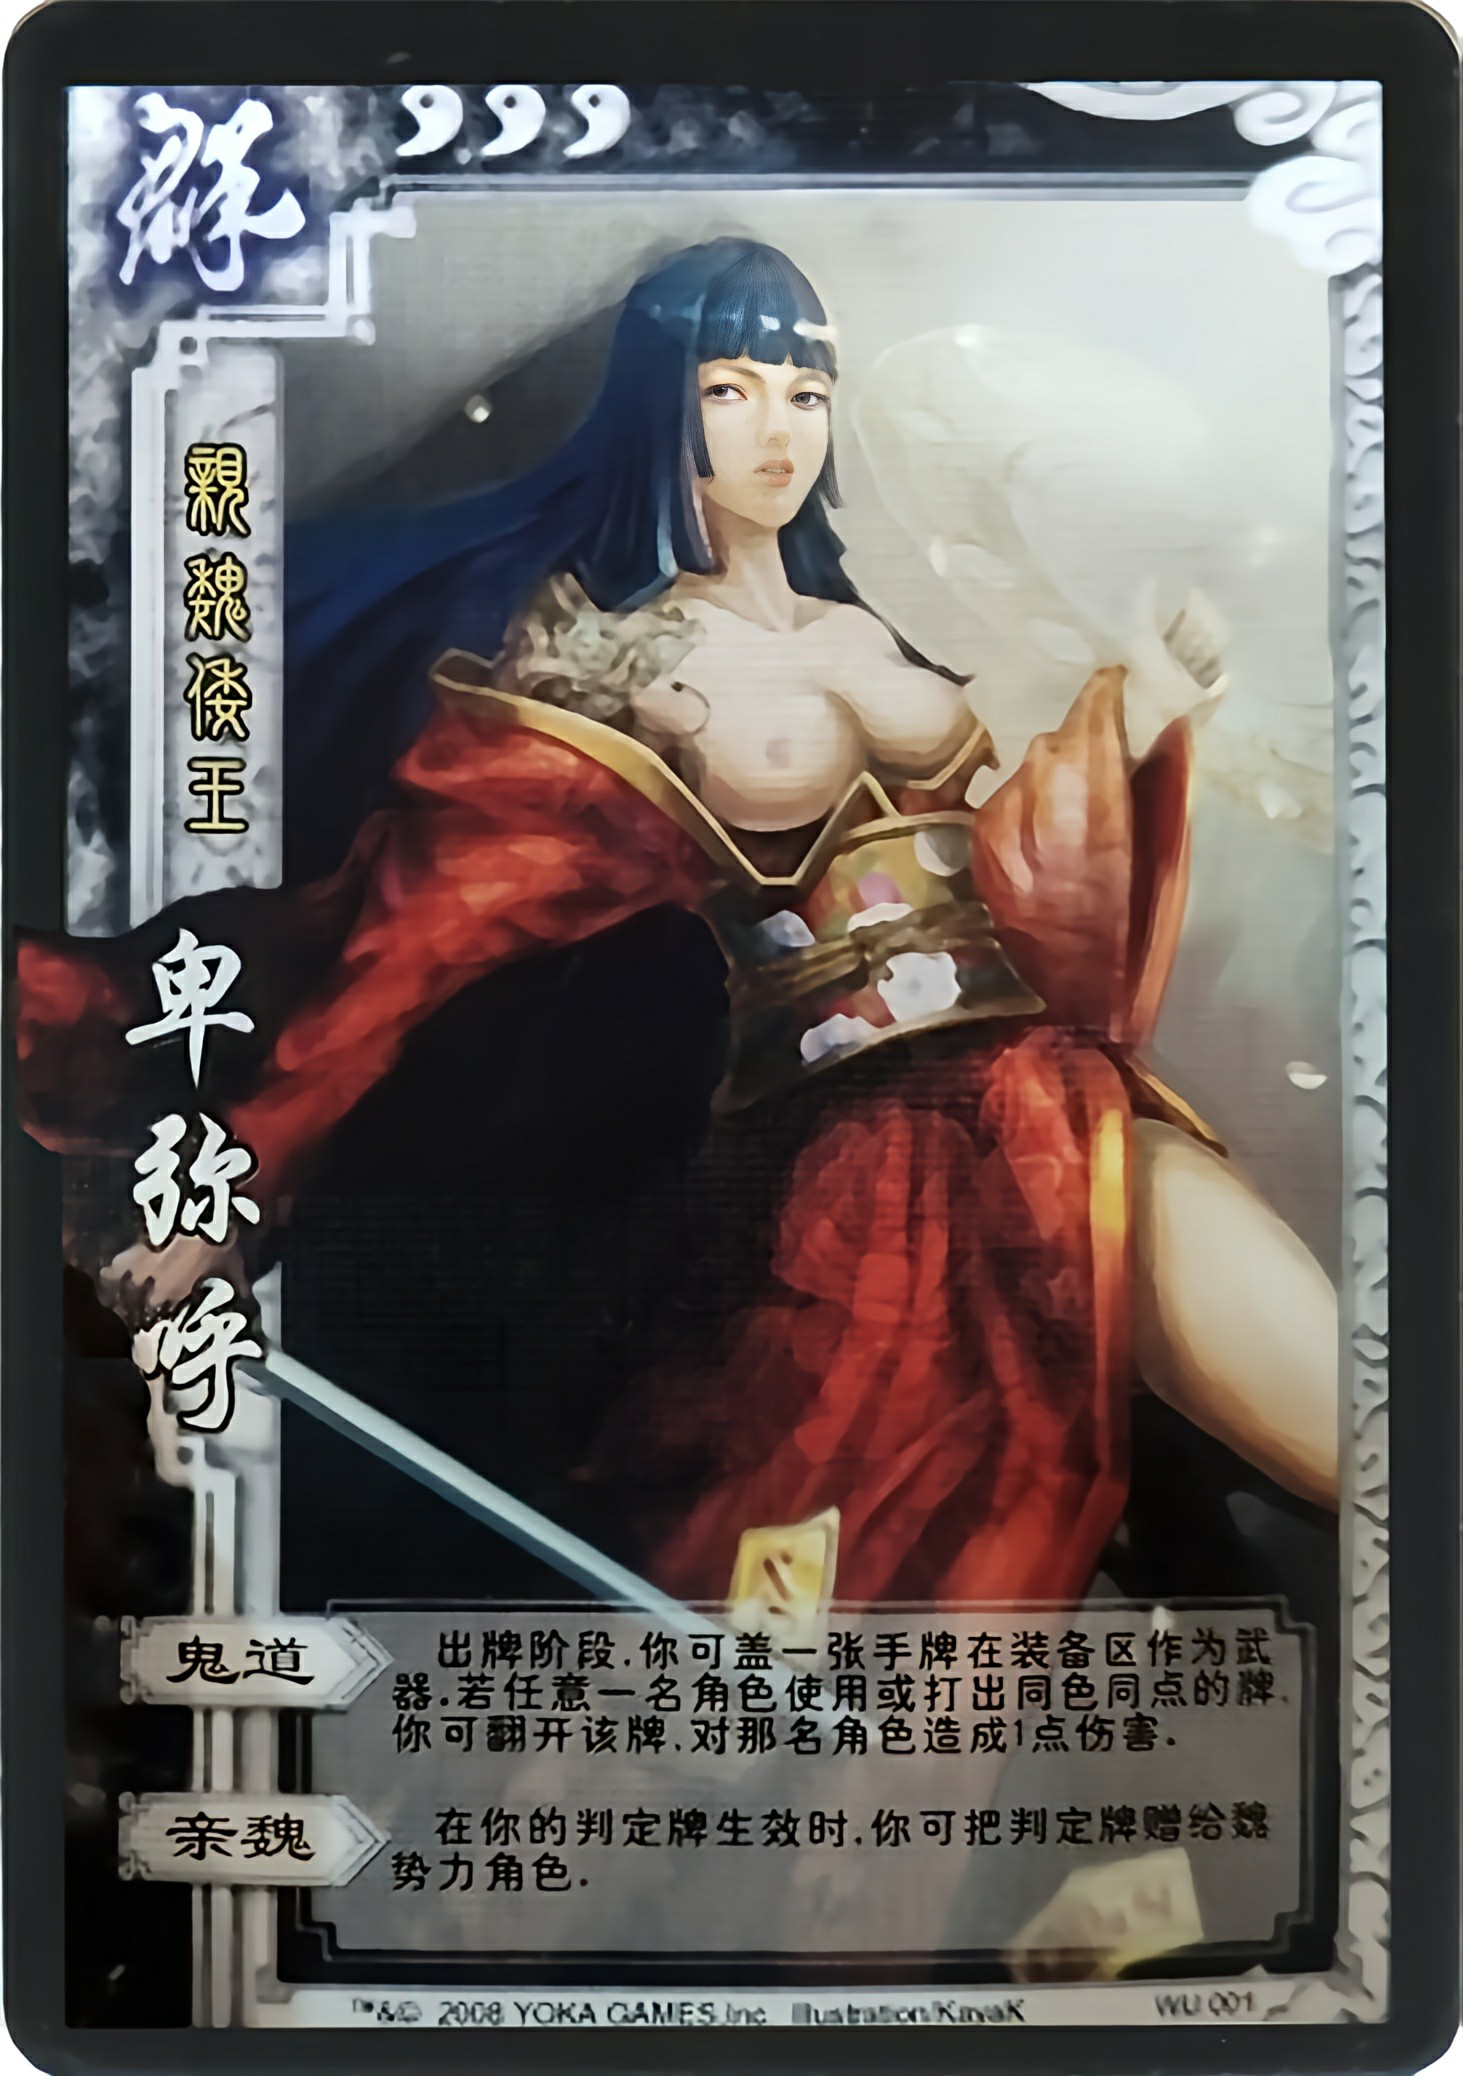 群
親魏倭王
卑弥呼
鬼道
出牌阶段,你可盖一张手牌在装备区作为武
器.若任意一名角色使用或打出同色同点的牌,
你可翻开该牌,对那名角色造成1点伤害.
亲魏
在你的判定牌生效时,你可把判定牌赠给魏
势力角色.
™&© 2008 YOKA GAMES,Inc Illustration/KayaK
WU 001